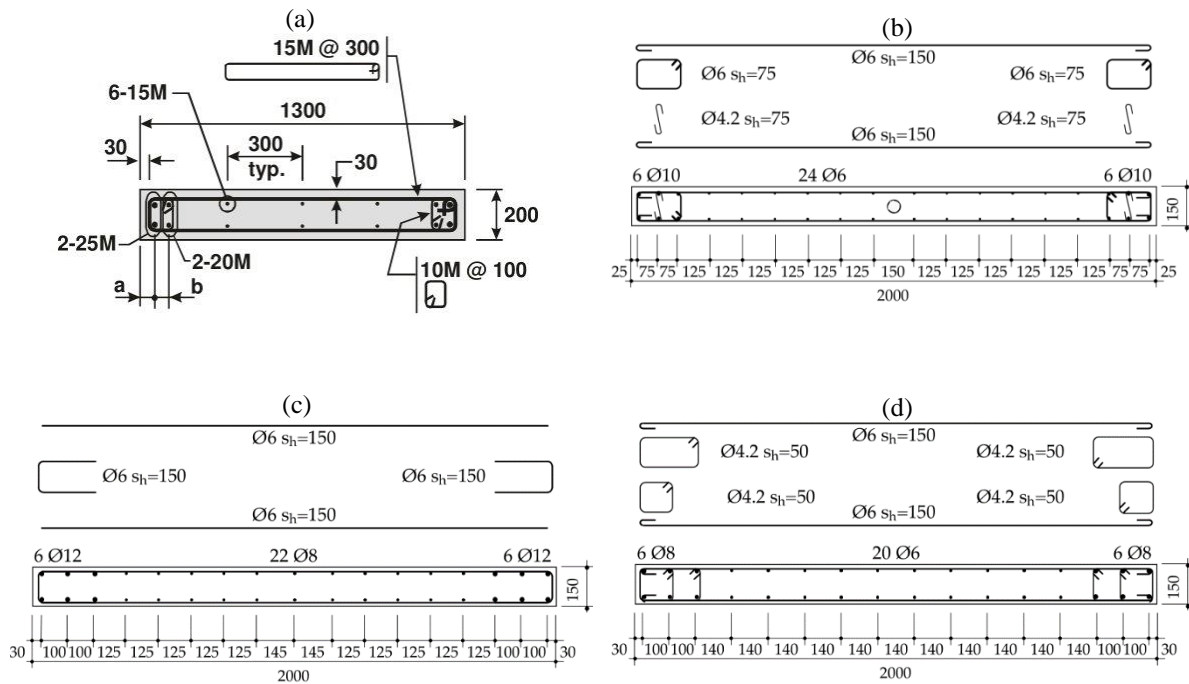 (a)
15M @ 300
6-15M
1300
30
300
typ.
30
200
2-25M
2-20M
10M @ 100
a
b
(b)
Ø6 sh=150
Ø6 sh=75 Ø6 sh=75
Ø4.2 sh=75 Ø4.2 sh=75
Ø6 sh=150
6 Ø10 24 Ø6 6 Ø10
150
25 75 75 125 125 125 125 125 150 125 125 125 125 125 75 75 25
2000
(c)
Ø6 sh=150
Ø6 sh=150 Ø6 sh=150
Ø6 sh=150
6 Ø12 22 Ø8 6 Ø12
150
30 100 100 125 125 125 125 145 145 125 125 125 125 100 100 30
2000
(d)
Ø6 sh=150
Ø4.2 sh=50 Ø4.2 sh=50
Ø4.2 sh=50 Ø4.2 sh=50
Ø6 sh=150
6 Ø8 20 Ø6 6 Ø8
150
30 100 100 140 140 140 140 140 140 140 140 140 140 140 100 100 30
2000